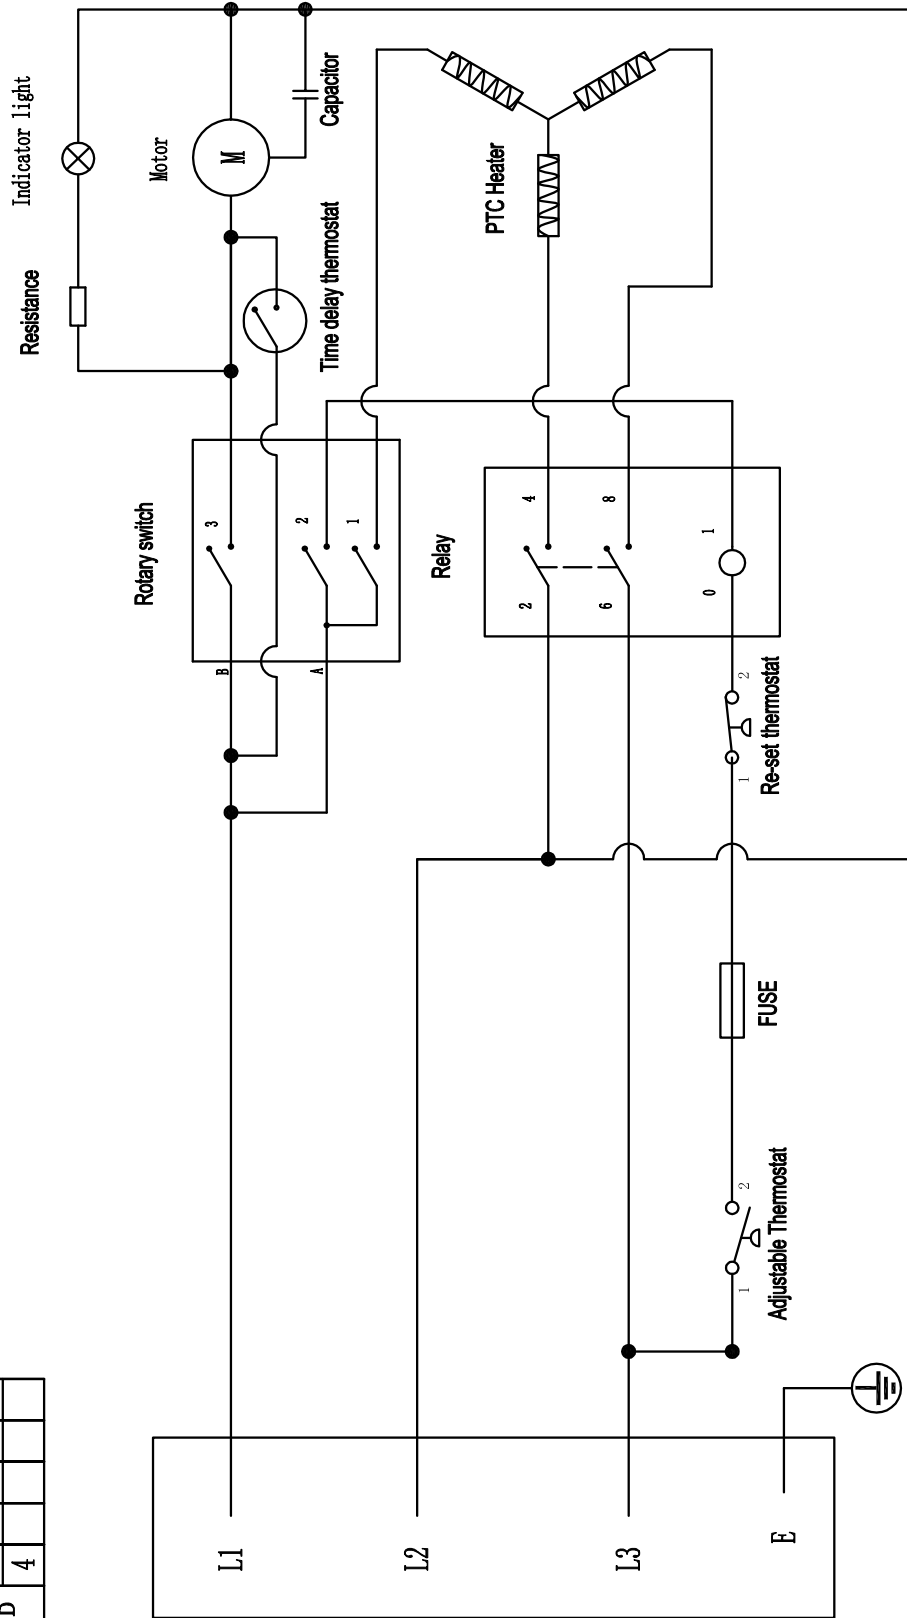 Indicator light
Resistance
Motor
M
Capacitor
Time delay thermostat
PTC Heater
Rotary switch
3
2
1
B
A
Relay
4
8
1
2
6
0
2
1
Re-set thermostat
FUSE
2
1
Adjustable Thermostat
L1
L2
L3
E
D
4